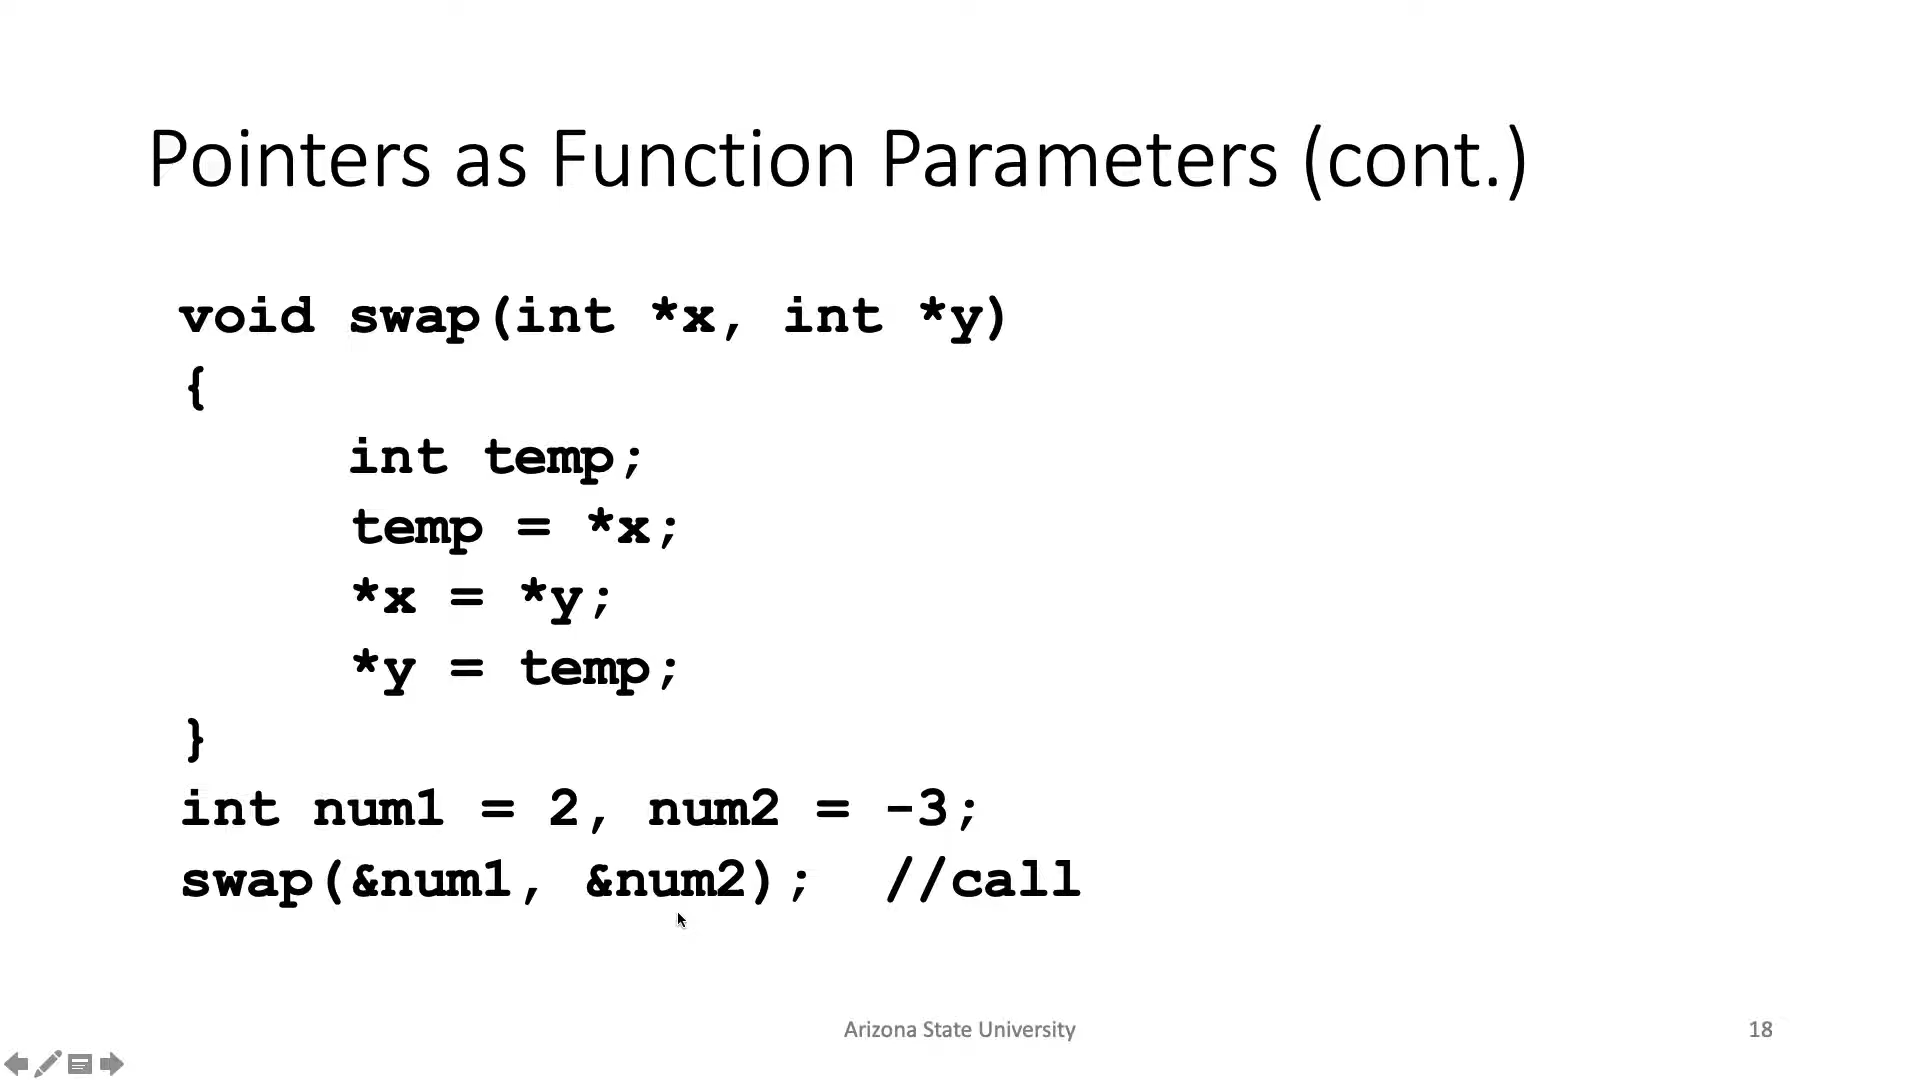 Pointers as Function Parameters (cont.)
void swap(int *x, int *y)
{
int temp;
temp = *x;
*x = *y;
*y = temp;
}
int num1 = 2, num2 = -3;
swap(&num1, &num2);  //call
Arizona State University
18